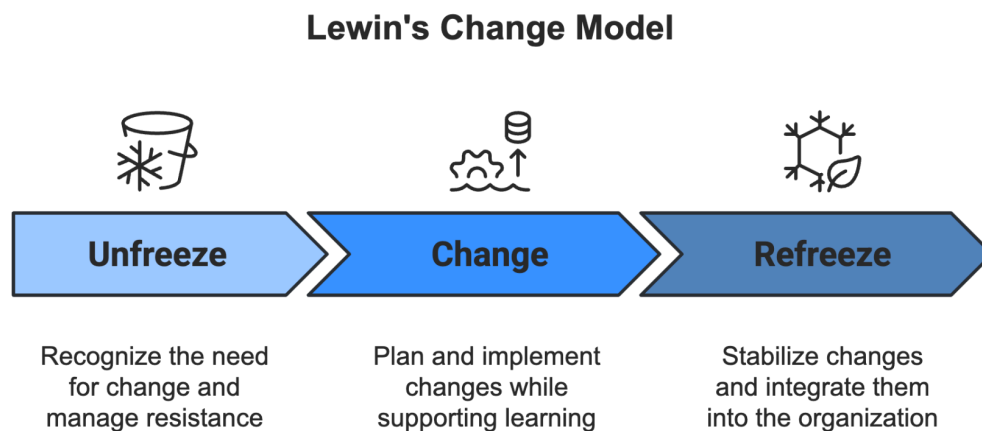 Lewin's Change Model
Unfreeze
Change
Refreeze
Recognize the need
for change and
manage resistance
Plan and implement
changes while
supporting learning
Stabilize changes
and integrate them
into the organization